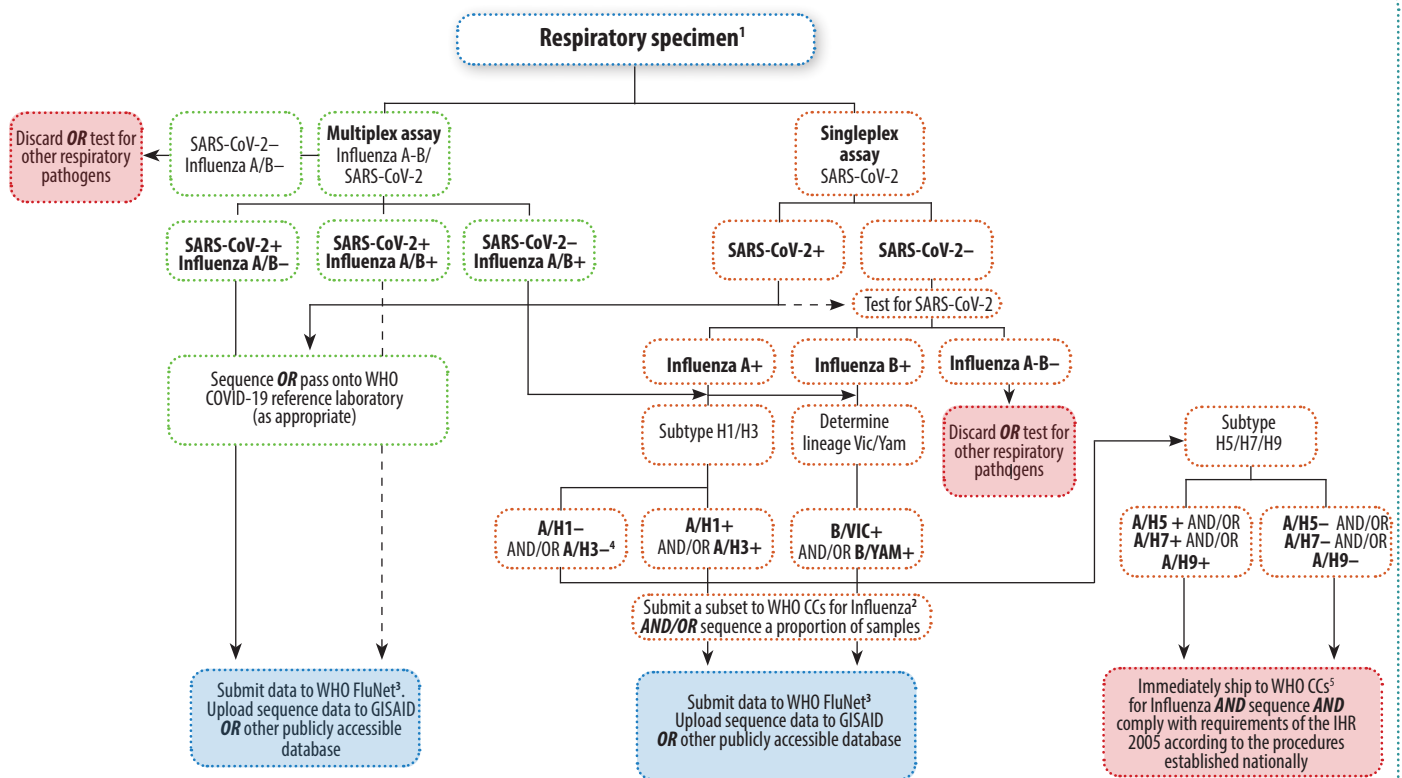 Respiratory specimen¹
Discard OR test for
other respiratory
pathogens
SARS-CoV-2–
Influenza A/B–
Multiplex assay
Influenza A-B/
SARS-CoV-2
Singleplex
assay
SARS-CoV-2
SARS-CoV-2+
Influenza A/B–
SARS-CoV-2+
Influenza A/B+
SARS-CoV-2–
Influenza A/B+
SARS-CoV-2+
SARS-CoV-2–
Test for SARS-CoV-2
Sequence OR pass onto WHO
COVID-19 reference laboratory
(as appropriate)
Influenza A+
Influenza B+
Influenza A-B–
Subtype H1/H3
Determine
lineage Vic/Yam
Discard OR test for
other respiratory
pathogens
Subtype
H5/H7/H9
A/H1–
AND/OR A/H3–⁴
A/H1+
AND/OR A/H3+
B/VIC+
AND/OR B/YAM+
A/H5 + AND/OR
A/H7+ AND/OR
A/H9+
A/H5– AND/OR
A/H7– AND/OR
A/H9–
Submit a subset to WHO CCs for Influenza²
AND/OR sequence a proportion of samples
Submit data to WHO FluNet³.
Upload sequence data to GISAID
OR other publicly accessible
database
Submit data to WHO FluNet³
Upload sequence data to GISAID
OR other publicly accessible database
Immediately ship to WHO CCs⁵
for Influenza AND sequence AND
comply with requirements of the IHR
2005 according to the procedures
established nationally